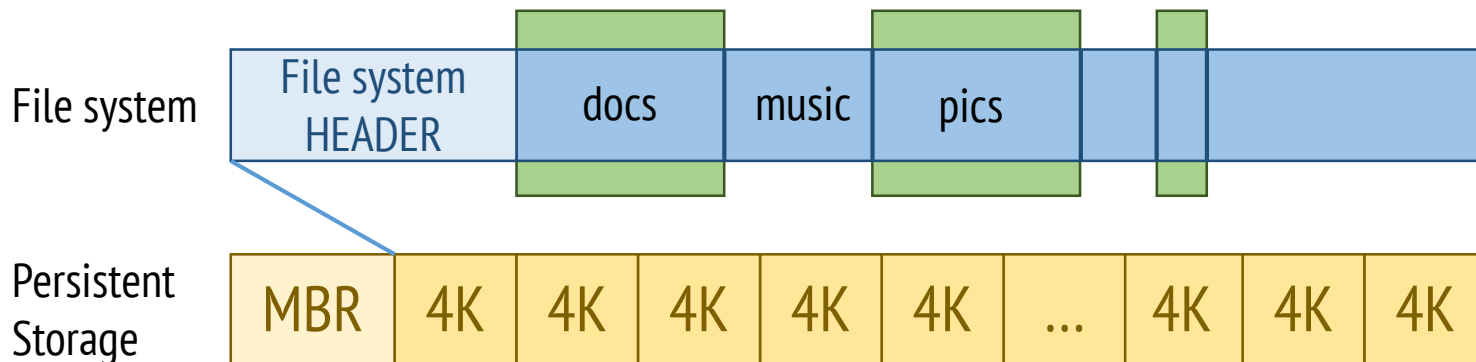 File system
File system
HEADER
docs
music
pics
Persistent
Storage
MBR
4K
4K
4K
4K
4K
...
4K
4K
4K